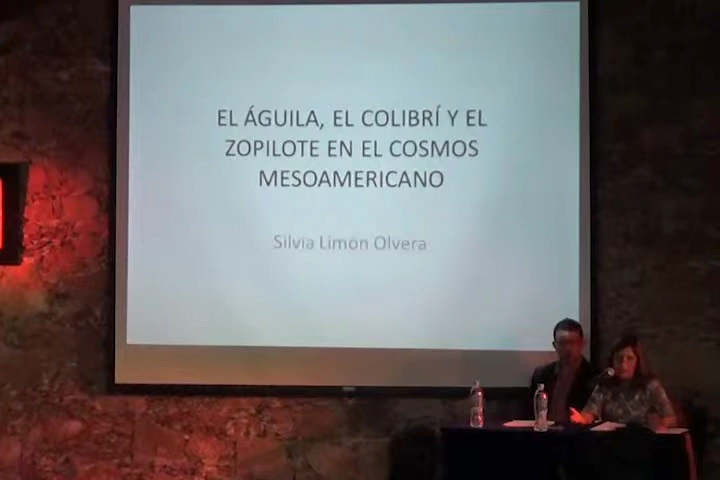 EL ÁGUILA, EL COLIBRÍ Y EL
ZOPILOTE EN EL COSMOS
MESOAMERICANO
Silvia Limón Olvera